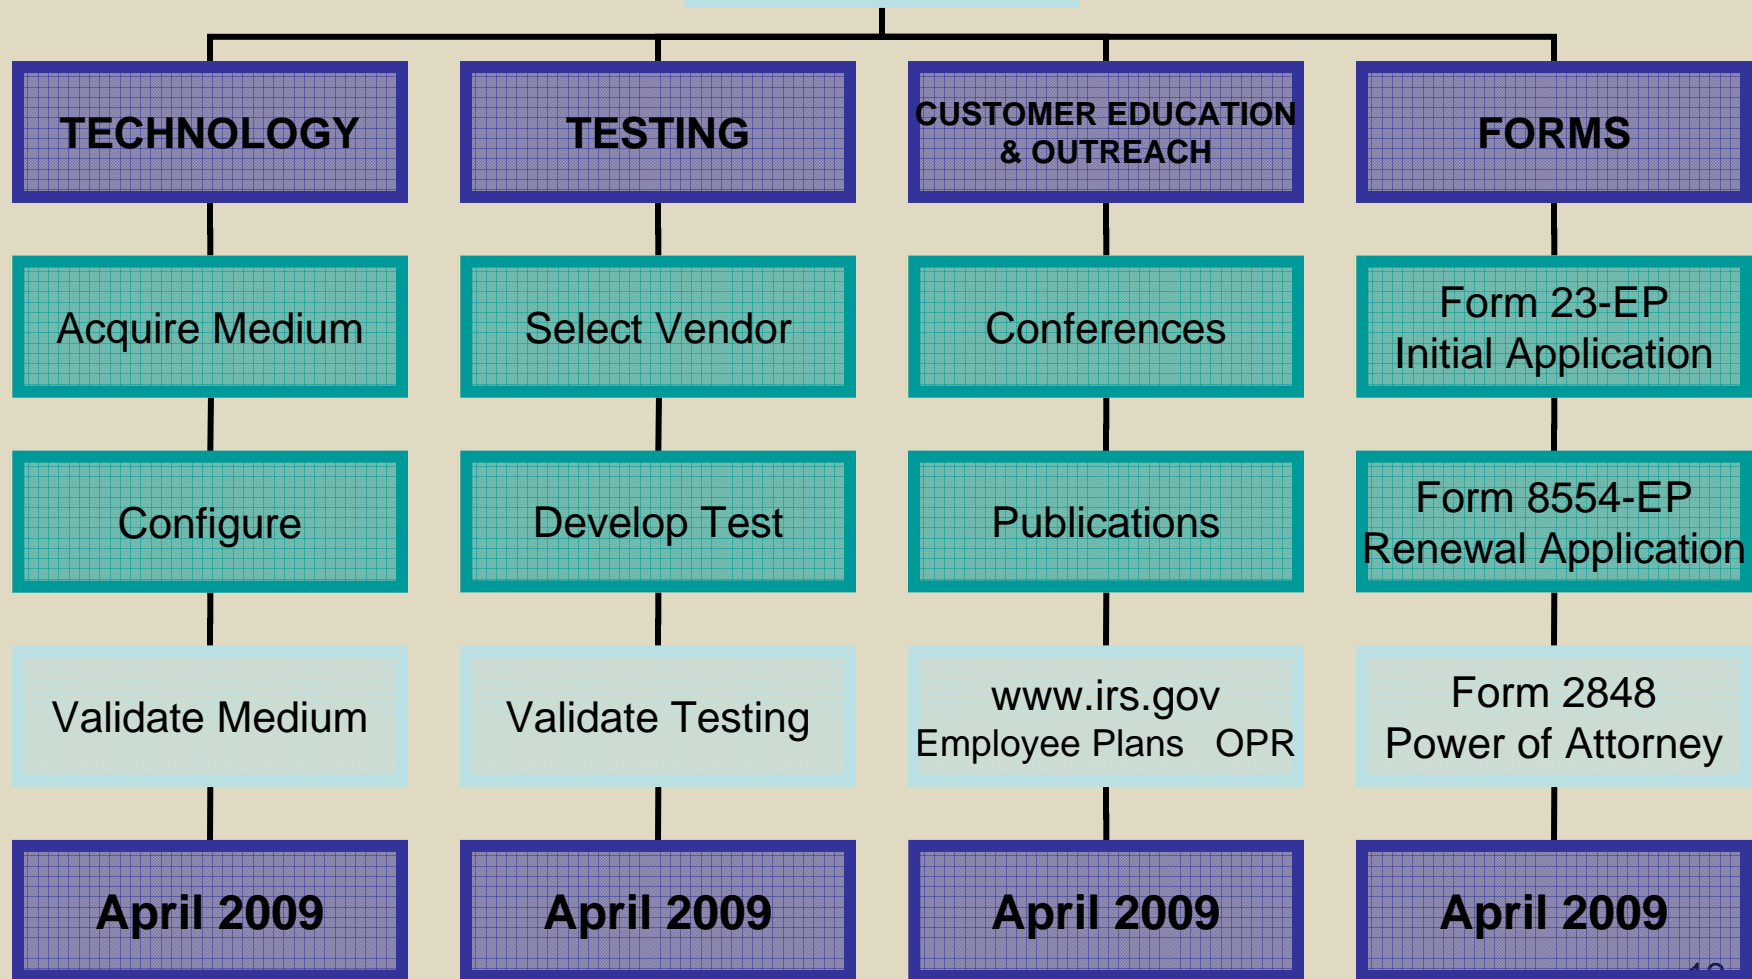 TECHNOLOGY
TESTING
CUSTOMER EDUCATION
& OUTREACH
FORMS
Acquire Medium
Select Vendor
Conferences
Form 23-EP
Initial Application
Configure
Develop Test
Publications
Form 8554-EP
Renewal Application
Validate Medium
Validate Testing
www.irs.gov
Employee Plans OPR
Form 2848
Power of Attorney
April 2009
April 2009
April 2009
April 2009